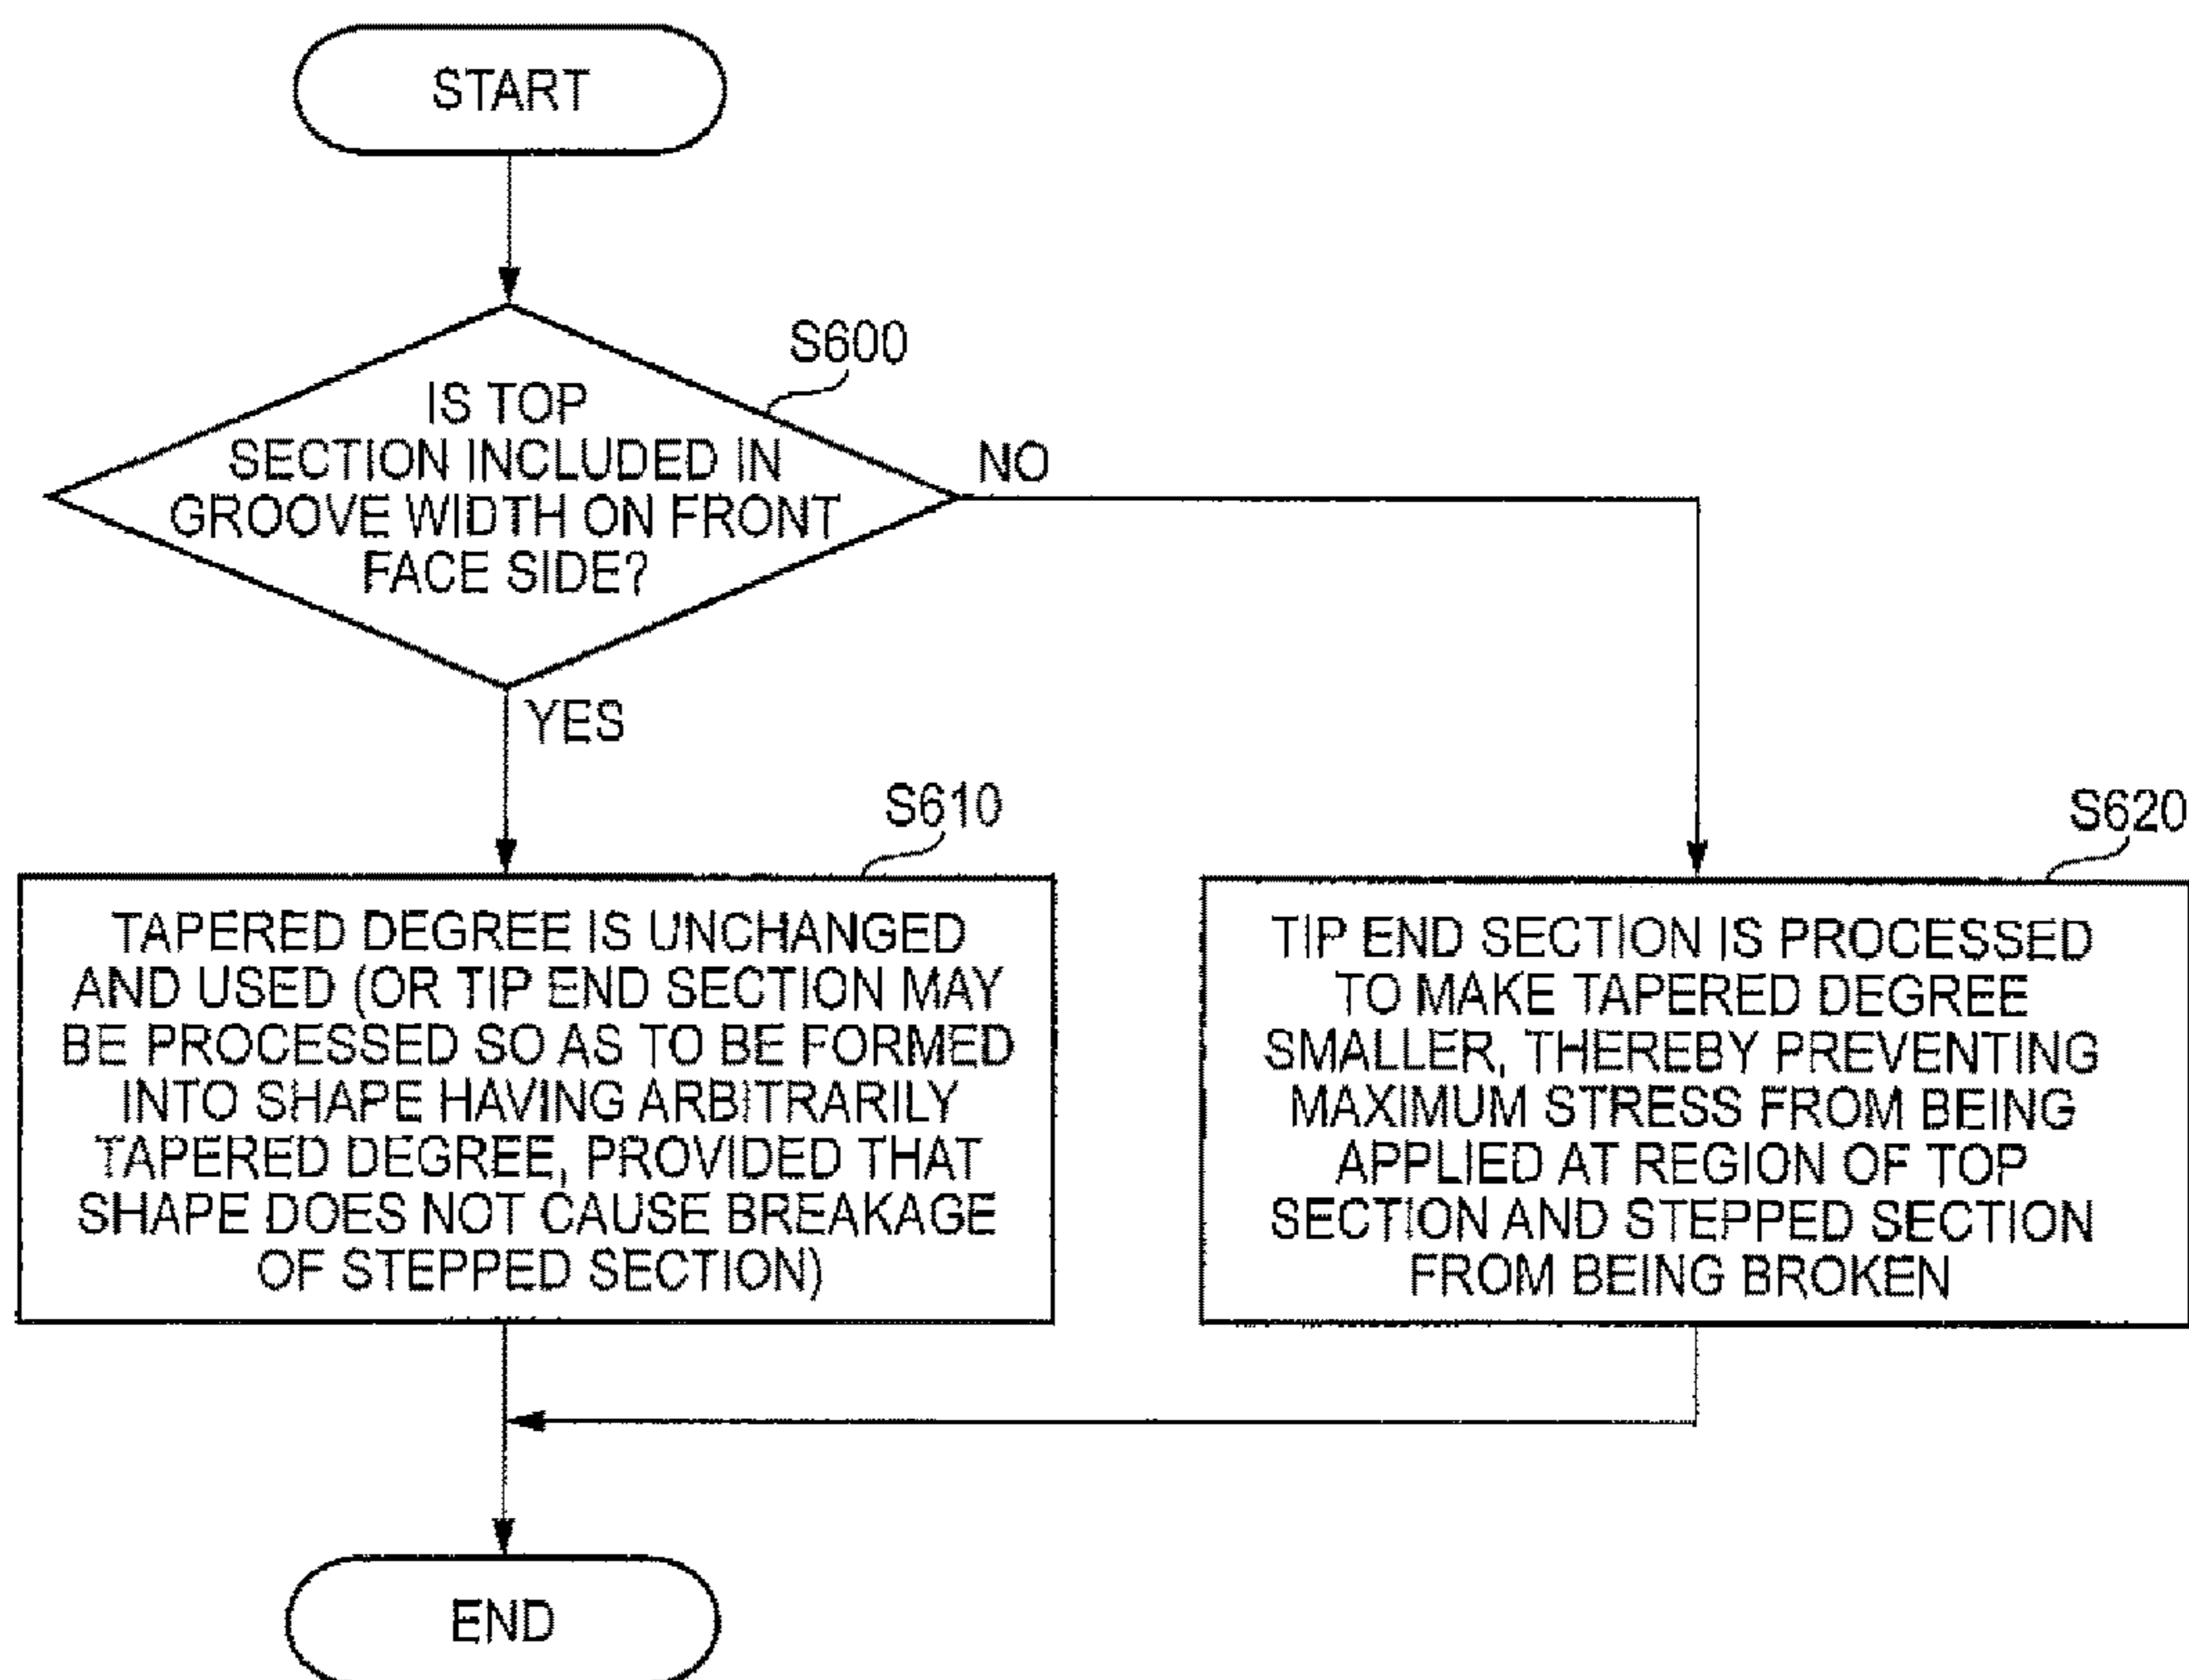 START
S600
IS TOP
SECTION INCLUDED IN
GROOVE WIDTH ON FRONT
FACE SIDE?
NO
YES
S610
TAPERED DEGREE IS UNCHANGED
AND USED (OR TIP END SECTION MAY
BE PROCESSED SO AS TO BE FORMED
INTO SHAPE HAVING ARBITRARILY
TAPERED DEGREE, PROVIDED THAT
SHAPE DOES NOT CAUSE BREAKAGE
OF STEPPED SECTION)
S620
TIP END SECTION IS PROCESSED
TO MAKE TAPERED DEGREE
SMALLER, THEREBY PREVENTING
MAXIMUM STRESS FROM BEING
APPLIED AT REGION OF TOP
SECTION AND STEPPED SECTION
FROM BEING BROKEN
END